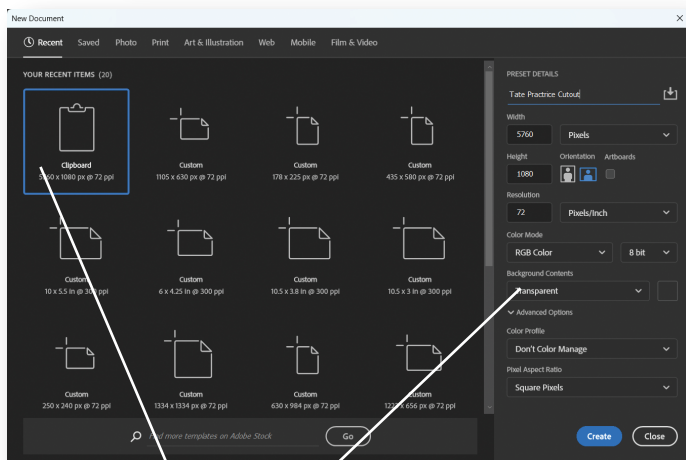 New Document
Recent Saved Photo Print Art & Illustration Web Mobile Film & Video
YOUR RECENT ITEMS (20)
Clipboard
5760 x 1080 px @ 72 ppi
Custom
1105 x 630 px @ 72 ppi
Custom
178 x 225 px @ 72 ppi
Custom
435 x 580 px @ 72 ppi
Custom
10 x 5.5 in @ 300 ppi
Custom
6 x 4.25 in @ 300 ppi
Custom
10.5 x 3.8 in @ 300 ppi
Custom
10.5 x 3 in @ 300 ppi
Custom
250 x 240 px @ 72 ppi
Custom
1334 x 1334 px @ 72 ppi
Custom
630 x 984 px @ 72 ppi
Custom
x 656 px @ 72 ppi
Find more templates on Adobe Stock
Go
PRESET DETAILS
Tate Practrice Cutout
Width
5760 Pixels
Height Orientation Artboards
1080
Resolution
72 Pixels/Inch
Color Mode
RGB Color 8 bit
Background Contents
Transparent
Advanced Options
Color Profile
Don't Color Manage
Pixel Aspect Ratio
Square Pixels
Create Close